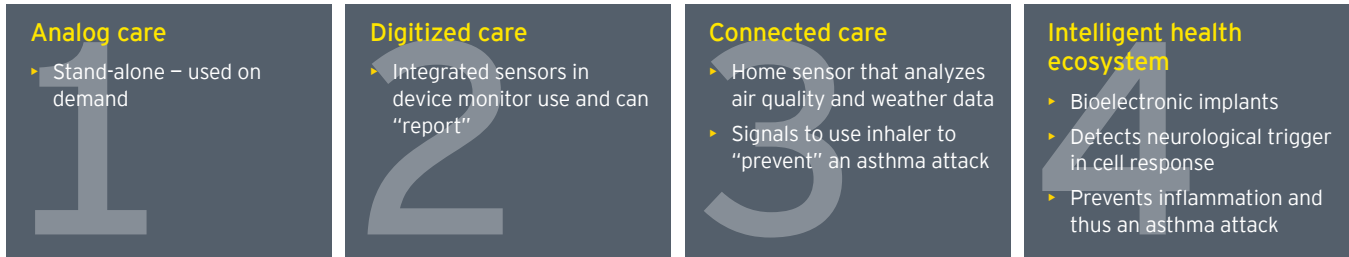 1
Analog care
‣ Stand-alone – used on
demand
2
Digitized care
‣ Integrated sensors in
device monitor use and can
“report”
3
Connected care
‣ Home sensor that analyzes
air quality and weather data
‣ Signals to use inhaler to
“prevent” an asthma attack
4
Intelligent health
ecosystem
‣ Bioelectronic implants
‣ Detects neurological trigger
in cell response
‣ Prevents inflammation and
thus an asthma attack